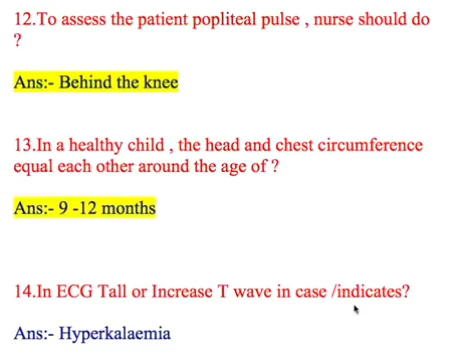 12.To assess the patient popliteal pulse , nurse should do
?
Ans:- Behind the knee
13.In a healthy child , the head and chest circumference
equal each other around the age of ?
Ans:- 9 -12 months
14.In ECG Tall or Increase T wave in case /indicates?
Ans:- Hyperkalaemia